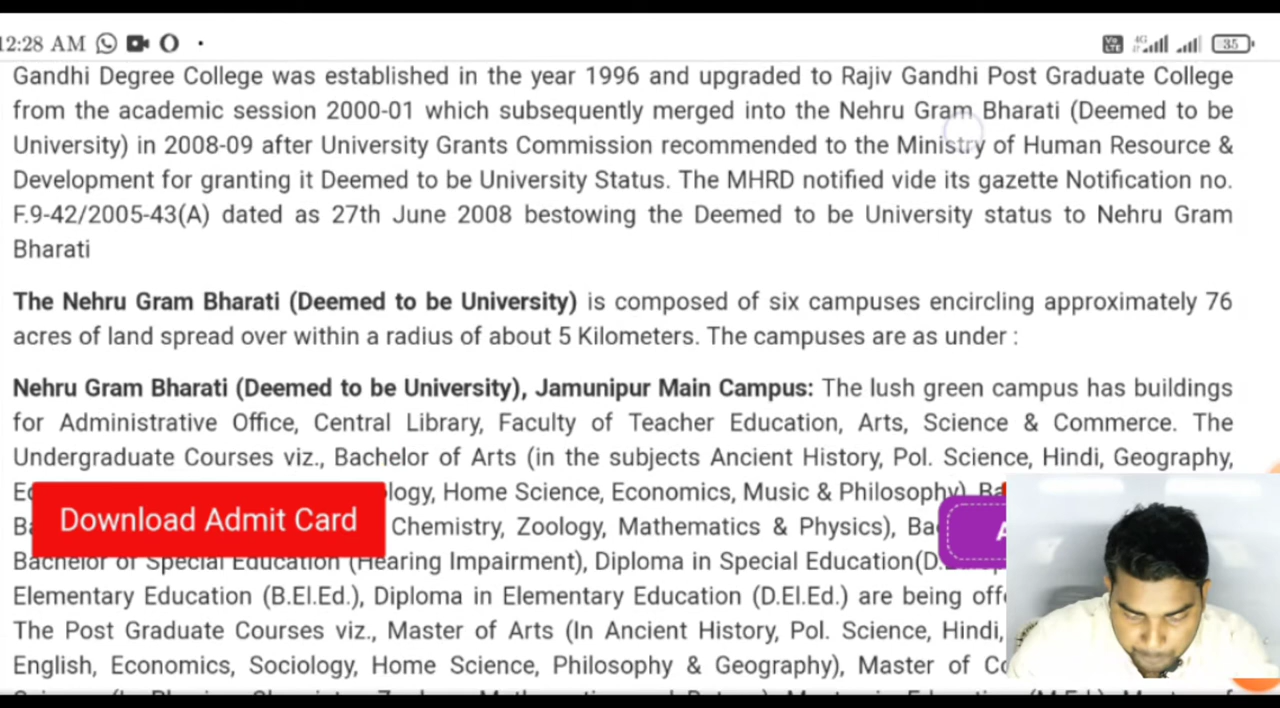 12:28 AM
4G
35
Gandhi Degree College was established in the year 1996 and upgraded to Rajiv Gandhi Post Graduate College
from the academic session 2000-01 which subsequently merged into the Nehru Gram Bharati (Deemed to be
University) in 2008-09 after University Grants Commission recommended to the Ministry of Human Resource &
Development for granting it Deemed to be University Status. The MHRD notified vide its gazette Notification no.
F.9-42/2005-43(A) dated as 27th June 2008 bestowing the Deemed to be University status to Nehru Gram
Bharati
The Nehru Gram Bharati (Deemed to be University) is composed of six campuses encircling approximately 76
acres of land spread over within a radius of about 5 Kilometers. The campuses are as under :
Nehru Gram Bharati (Deemed to be University), Jamunipur Main Campus: The lush green campus has buildings
for Administrative Office, Central Library, Faculty of Teacher Education, Arts, Science & Commerce. The
Undergraduate Courses viz., Bachelor of Arts (in the subjects Ancient History, Pol. Science, Hindi, Geography,
Home Science, Economics, Music & Philosophy),
Download Admit Card
Chemistry, Zoology, Mathematics & Physics),
Bachelor of Special Education (Hearing Impairment), Diploma in Special Education
Elementary Education (B.El.Ed.), Diploma in Elementary Education (D.El.Ed.) are being
The Post Graduate Courses viz., Master of Arts (In Ancient History, Pol. Science, Hindi,
English, Economics, Sociology, Home Science, Philosophy & Geography), Master of